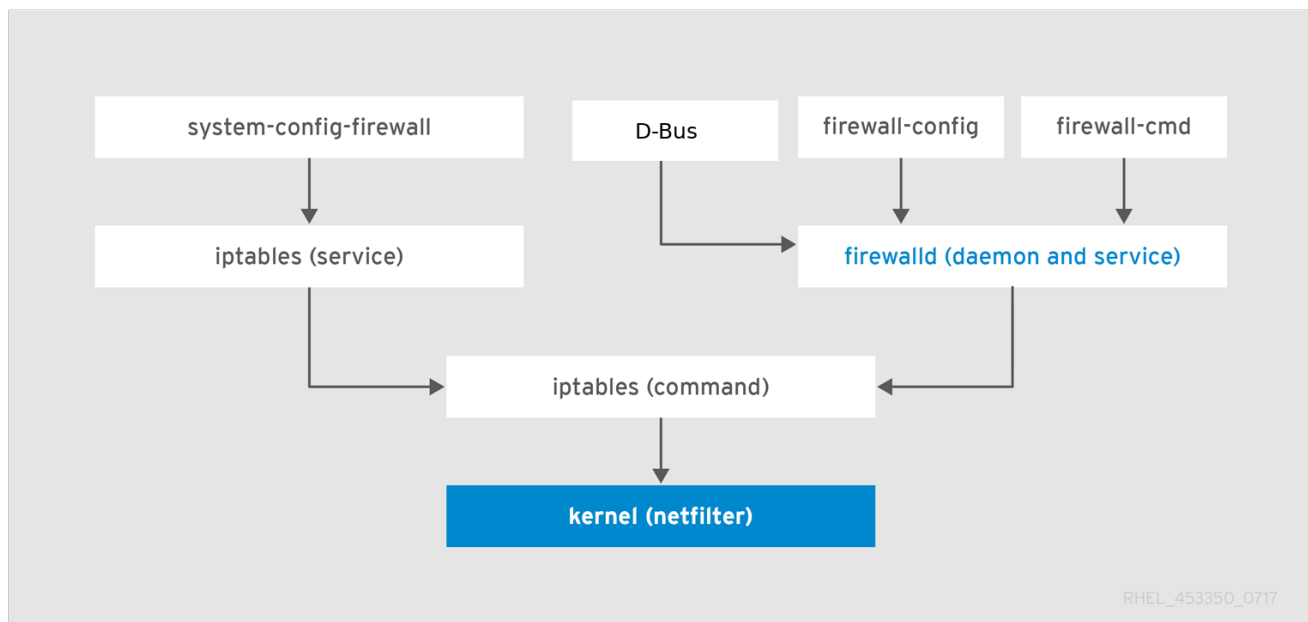 system-config-firewall
D-Bus
firewall-config
firewall-cmd
iptables (service)
firewalld (daemon and service)
iptables (command)
kernel (netfilter)
RHEL_453350_0717